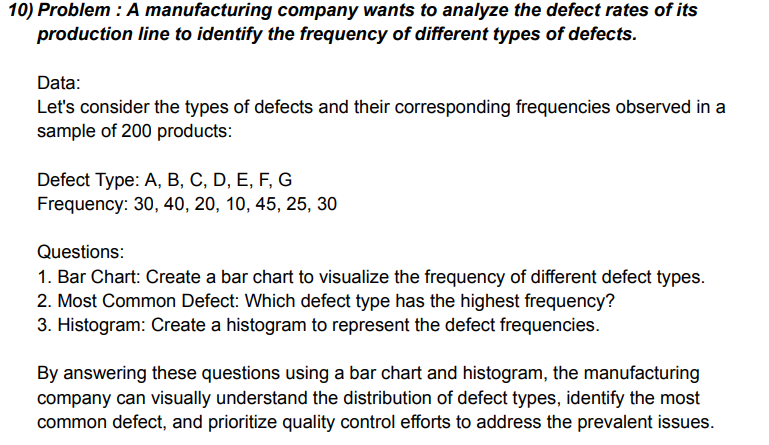 10) Problem : A manufacturing company wants to analyze the defect rates of its
production line to identify the frequency of different types of defects.
Data:
Let's consider the types of defects and their corresponding frequencies observed in a
sample of 200 products:
Defect Type: A, B, C, D, E, F, G
Frequency: 30, 40, 20, 10, 45, 25, 30
Questions:
1. Bar Chart: Create a bar chart to visualize the frequency of different defect types.
2. Most Common Defect: Which defect type has the highest frequency?
3. Histogram: Create a histogram to represent the defect frequencies.
By answering these questions using a bar chart and histogram, the manufacturing
company can visually understand the distribution of defect types, identify the most
common defect, and prioritize quality control efforts to address the prevalent issues.